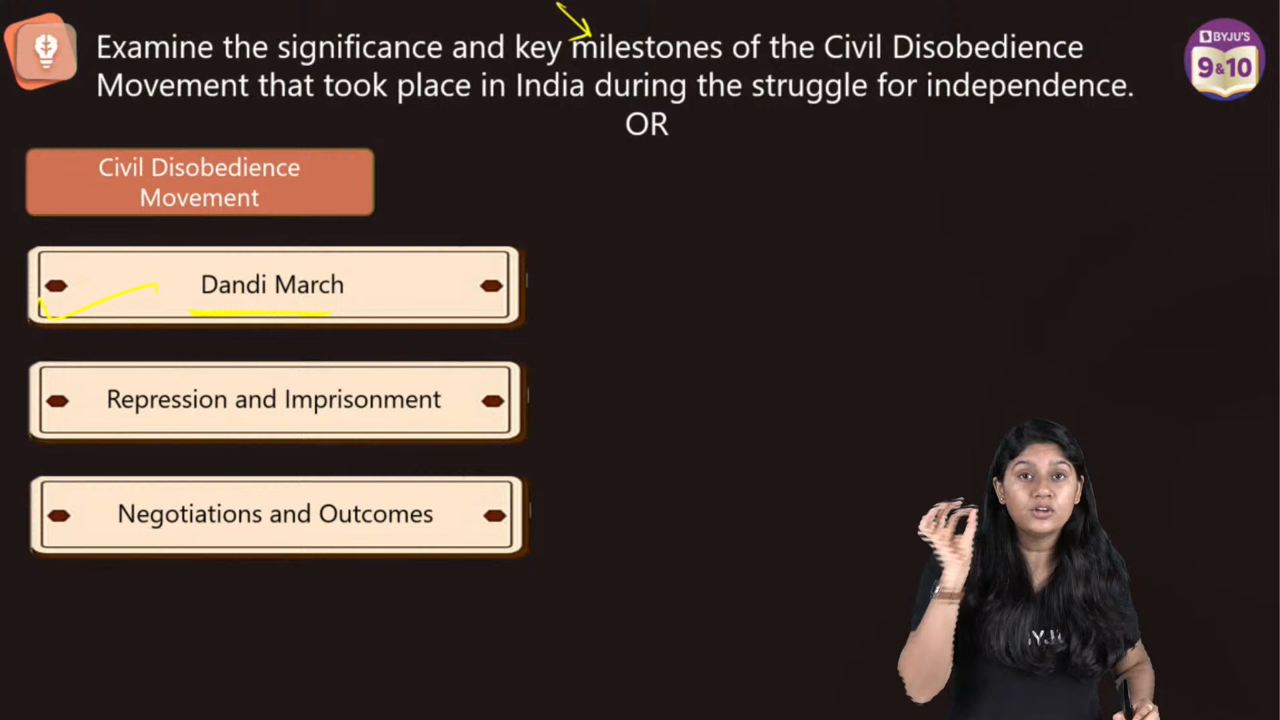 Examine the significance and key milestones of the Civil Disobedience
Movement that took place in India during the struggle for independence.
OR
BYJU'S
9&10
Civil Disobedience
Movement
Dandi March
Repression and Imprisonment
Negotiations and Outcomes